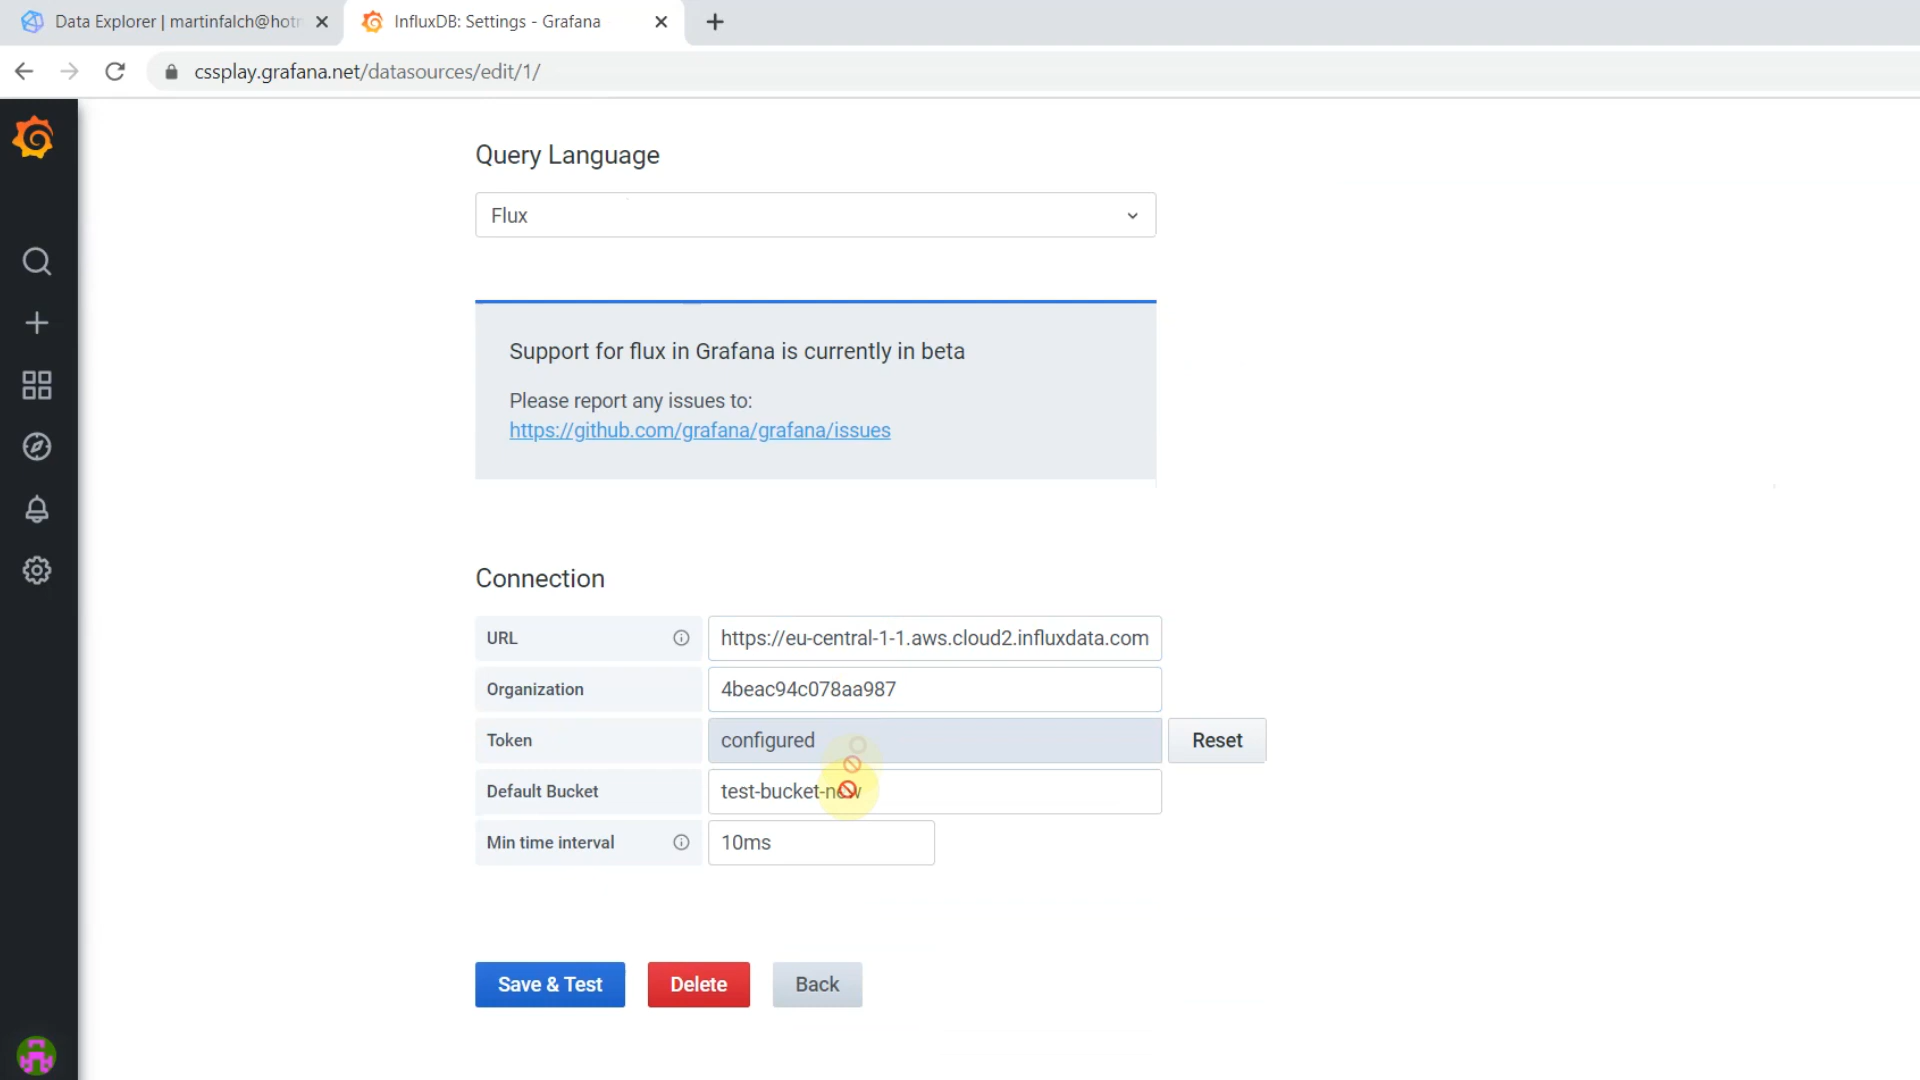 Data Explorer | martinfalch@hotm
InfluxDB: Settings - Grafana
cssplay.grafana.net/datasources/edit/1/
Query Language
Flux
Support for flux in Grafana is currently in beta
Please report any issues to:
https://github.com/grafana/grafana/issues
Connection
URL https://eu-central-1-1.aws.cloud2.influxdata.com
Organization 4beac94c078aa987
Token configured Reset
Default Bucket test-bucket-new
Min time interval 10ms
Save & Test Delete Back